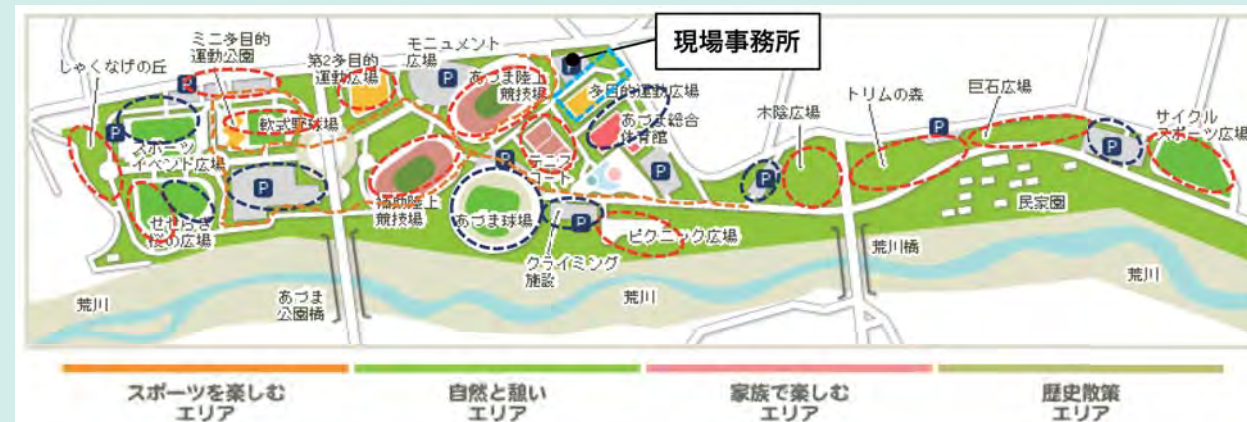 現場事務所
ミニ多目的
運動公園
しゃくなげの丘
第2多目的
運動広場
モニュメント
広場
あづま陸上
競技場
多目的運動広場
あづま総合
体育館
木陰広場
トリムの森
巨石広場
サイクル
スポーツ広場
軟式野球場
スポーツ
イベント広場
テニス
コート
補助陸上
競技場
あづま球場
せせらぎ
桜の広場
ピクニック広場
クライミング
施設
民家園
荒川橋
荒川
あづま
公園橋
荒川
荒川
P
P
P
P
P
P
P
P
P
P
P
スポーツを楽しむ
エリア
自然と憩い
エリア
家族で楽しむ
エリア
歴史散策
エリア